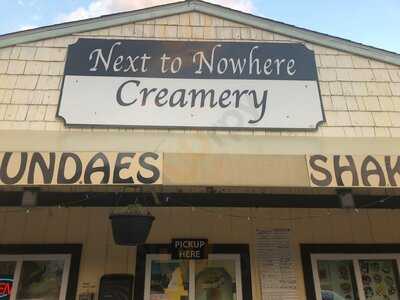 Next to Nowhere
Creamery
UNDAES
SHAK
PICKUP
HERE